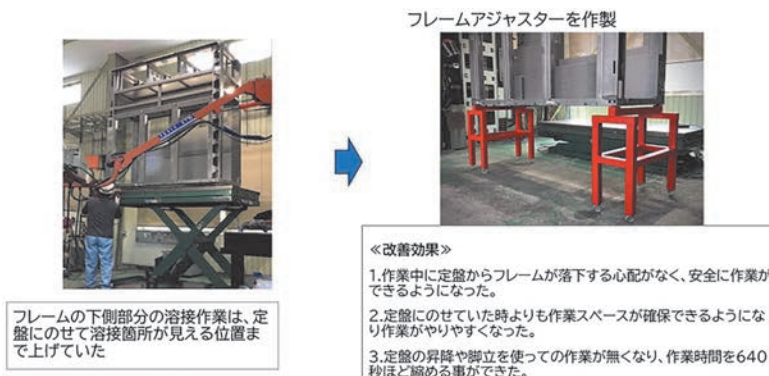 フレームアジャスターを作製
フレームの下側部分の溶接作業は、定
盤にのせて溶接箇所が見える位置ま
で上げていた
≪改善効果≫
1.作業中に定盤からフレームが落下する心配がなく、安全に作業が
できるようになった。
2.定盤にのせていた時よりも作業スペースが確保できるようにな
り作業がやりやすくなった。
3.定盤の昇降や脚立を使っての作業が無くなり、作業時間を640
秒ほど縮める事ができた。